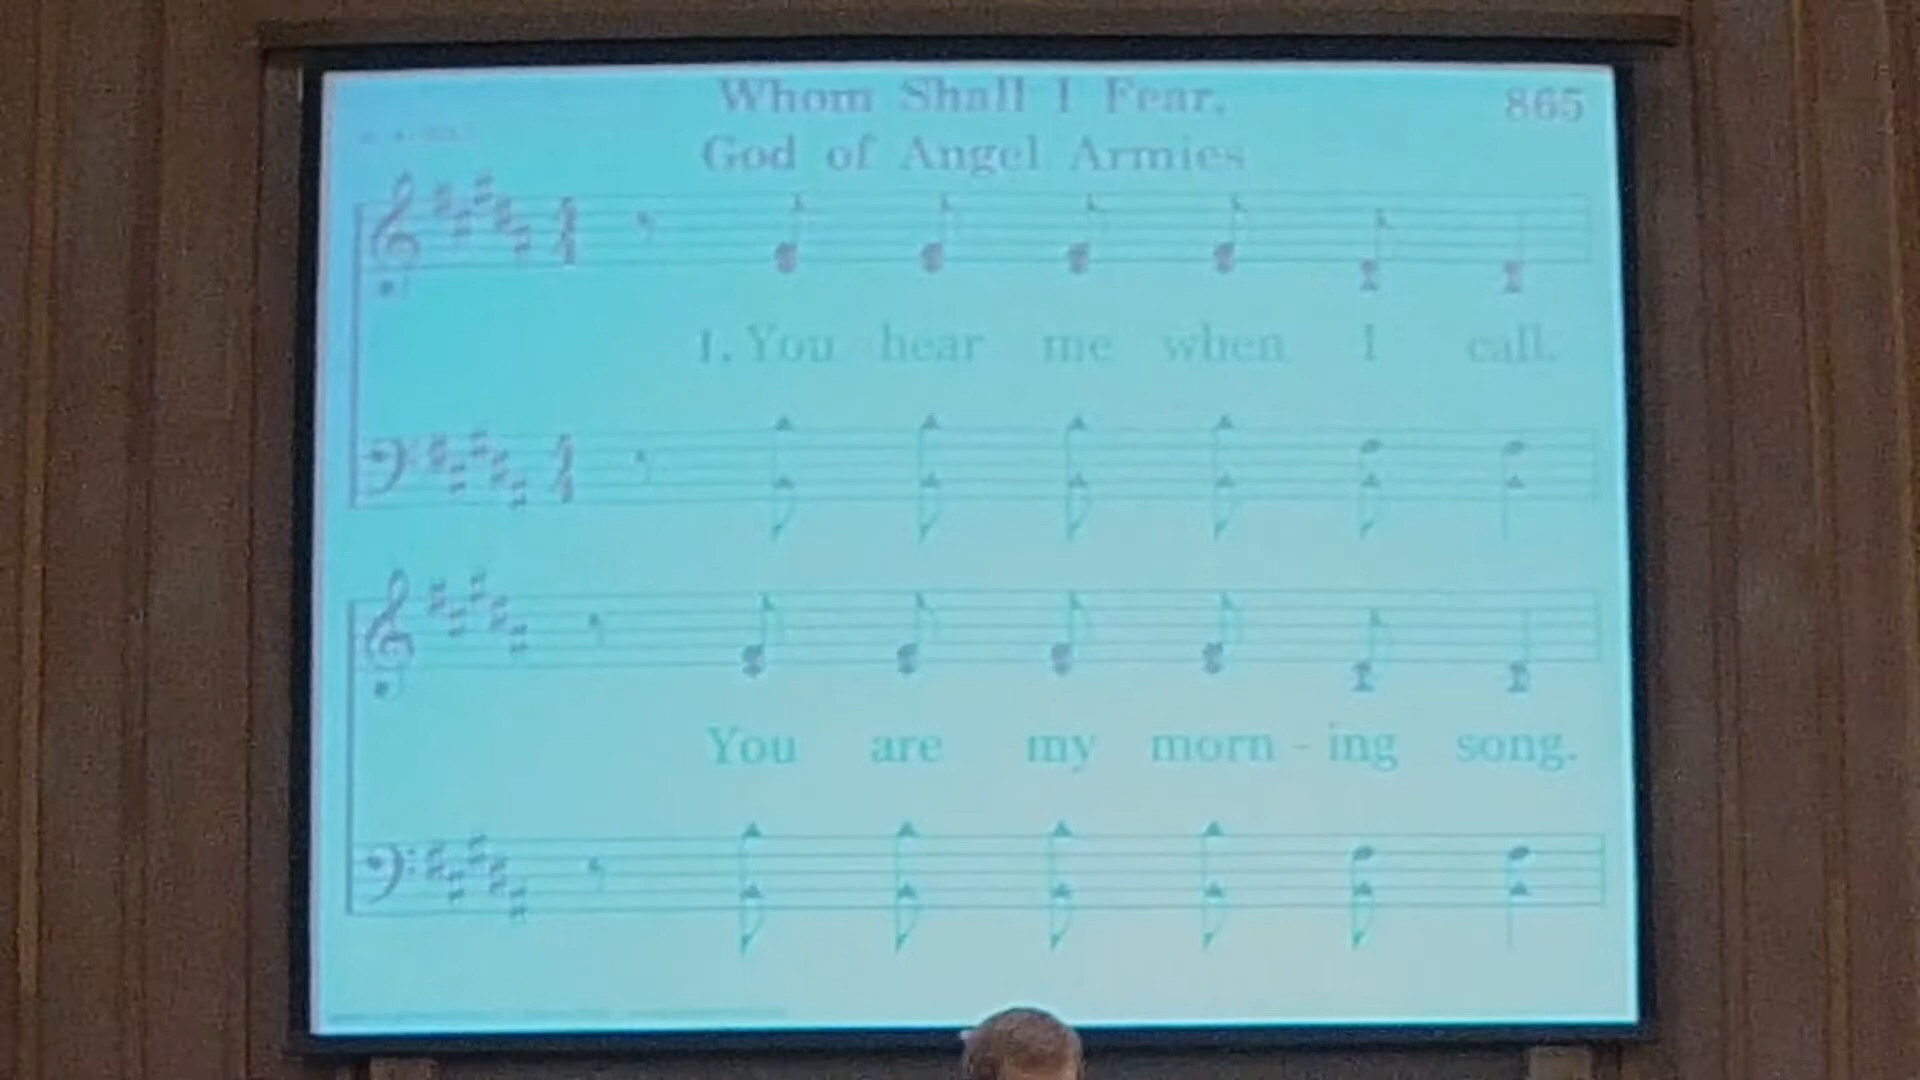 Whom Shall I Fear,
865
God of Angel Armies
1. You hear me when I call.
You are my morn - ing song.